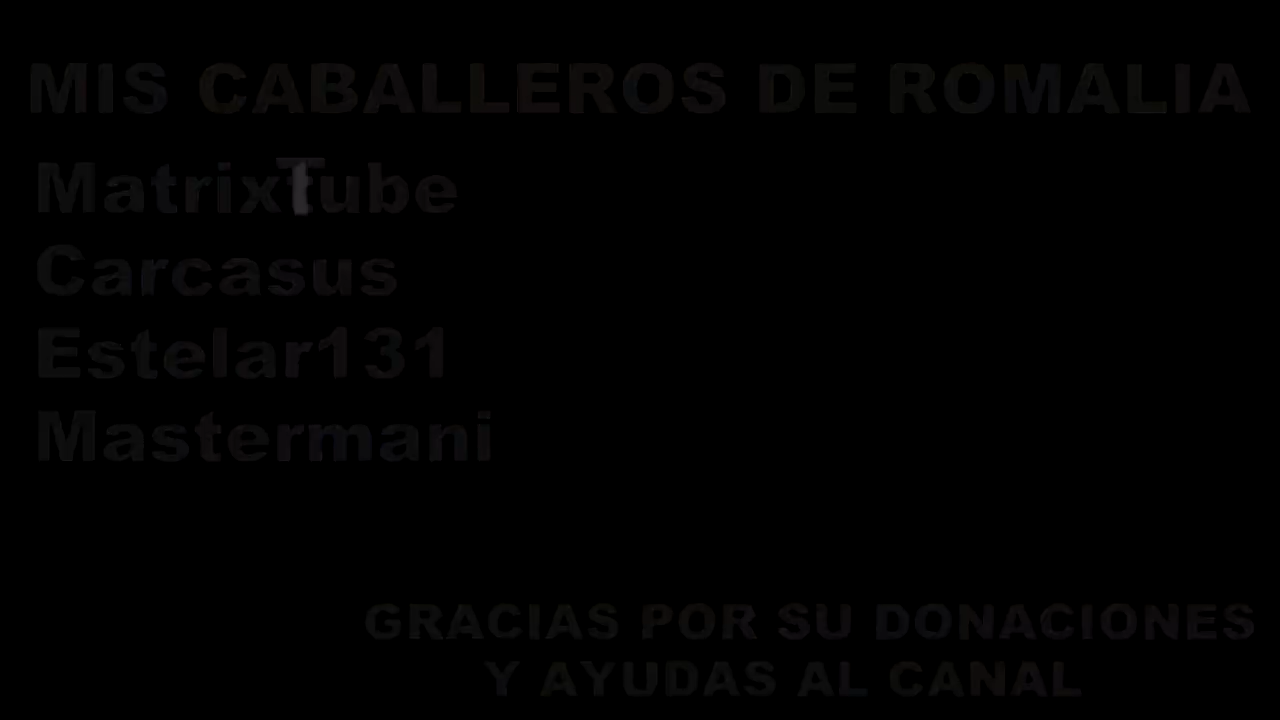 MIS CABALLEROS DE ROMALIA
MatrixTube
Carcasus
Estelar131
Mastermani
GRACIAS POR SU DONACIONES
Y AYUDAS AL CANAL